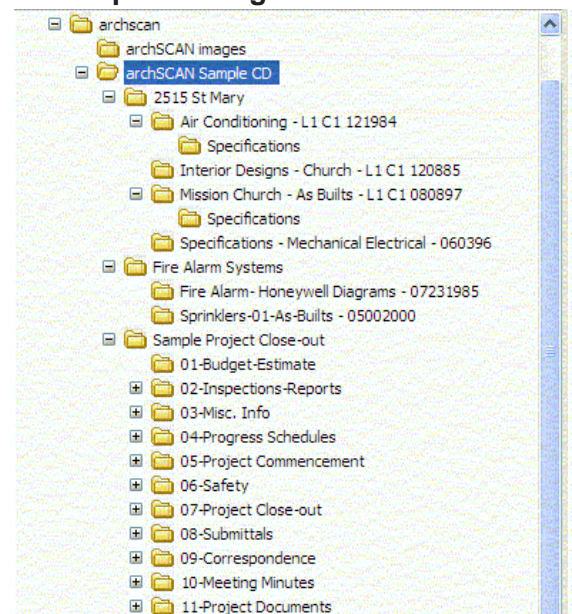 archscan
archSCAN images
archSCAN Sample CD
2515 St Mary
Air Conditioning - L1 C1 121984
Specifications
Interior Designs - Church - L1 C1 120885
Mission Church - As Builts - L1 C1 080897
Specifications
Specifications - Mechanical Electrical - 060396
Fire Alarm Systems
Fire Alarm- Honeywell Diagrams - 07231985
Sprinklers-01-As-Builts - 05002000
Sample Project Close-out
01-Budget-Estimate
02-Inspections-Reports
03-Misc. Info
04-Progress Schedules
05-Project Commencement
06-Safety
07-Project Close-out
08-Submittals
09-Correspondence
10-Meeting Minutes
11-Project Documents